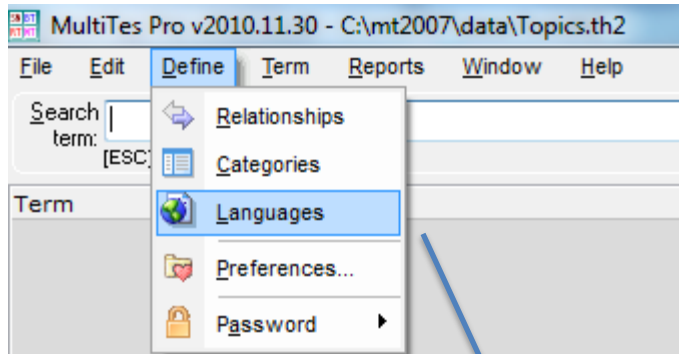 MultiTes Pro v2010.11.30 - C:\mt2007\data\Topics.th2
File Edit Define Term Reports Window Help
Search
term:
[ESC]
Relationships
Categories
Term
Languages
Preferences...
Password